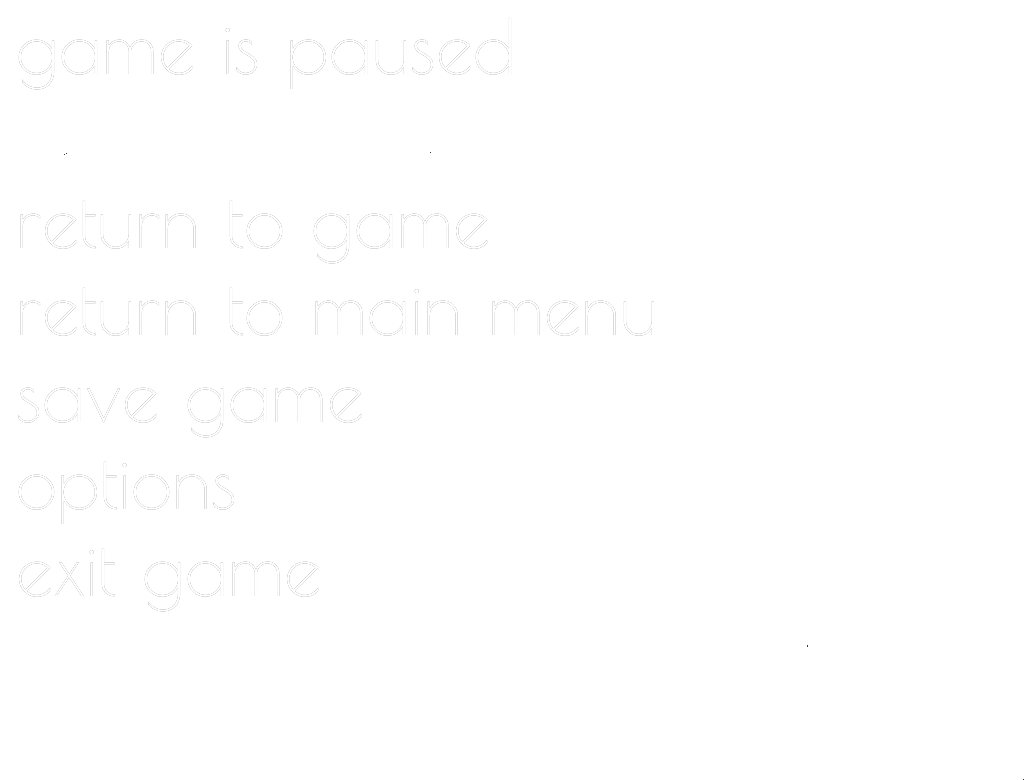 game is paused
return to game
return to main menu
save game
options
exit game